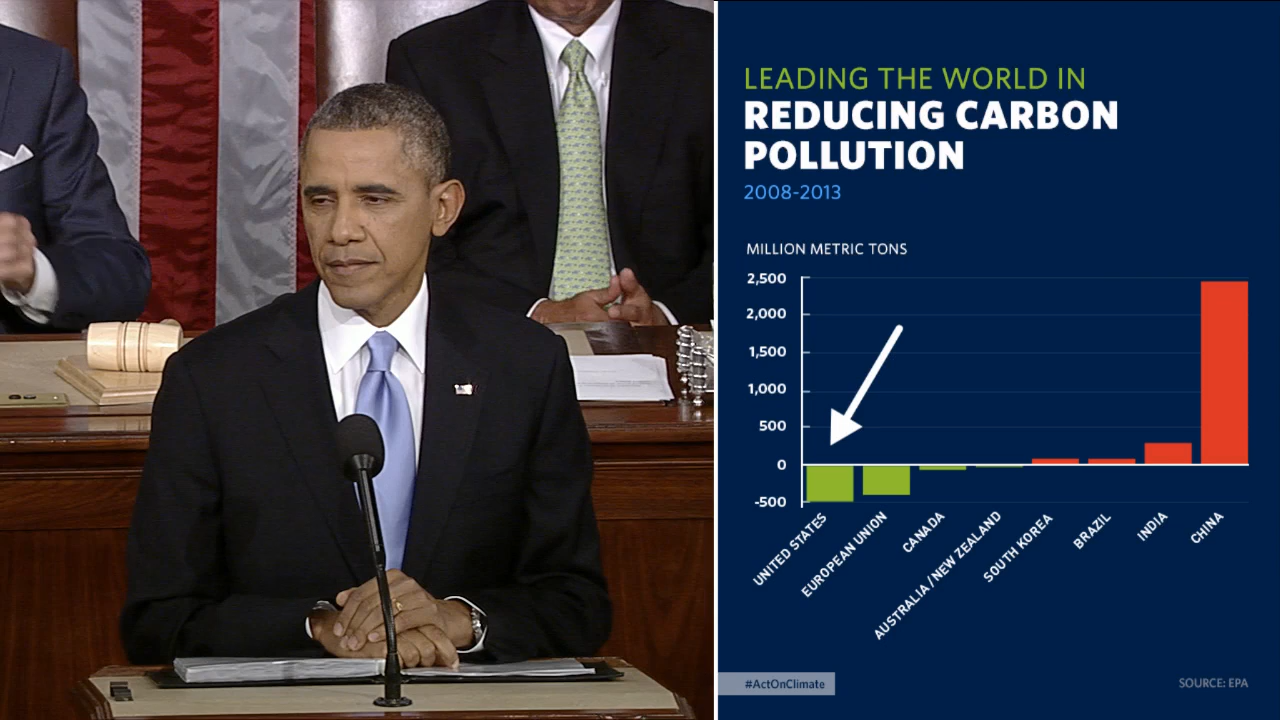 LEADING THE WORLD IN
REDUCING CARBON
POLLUTION
2008-2013
MILLION METRIC TONS
2,500
2,000
1,500
1,000
500
0
-500
UNITED STATES
EUROPEAN UNION
CANADA
AUSTRALIA / NEW ZEALAND
SOUTH KOREA
BRAZIL
INDIA
CHINA
#ActOnClimate
SOURCE: EPA